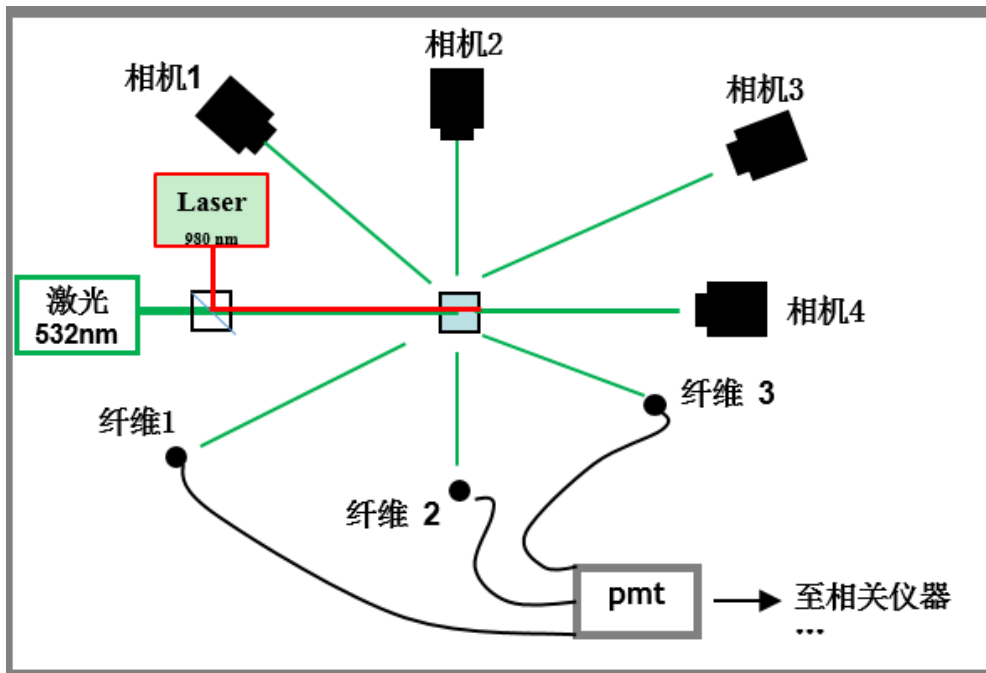 相机1
相机2
相机3
Laser
980 nm
激光
532nm
相机4
纤维1
纤维 2
纤维 3
pmt
至相关仪器
...